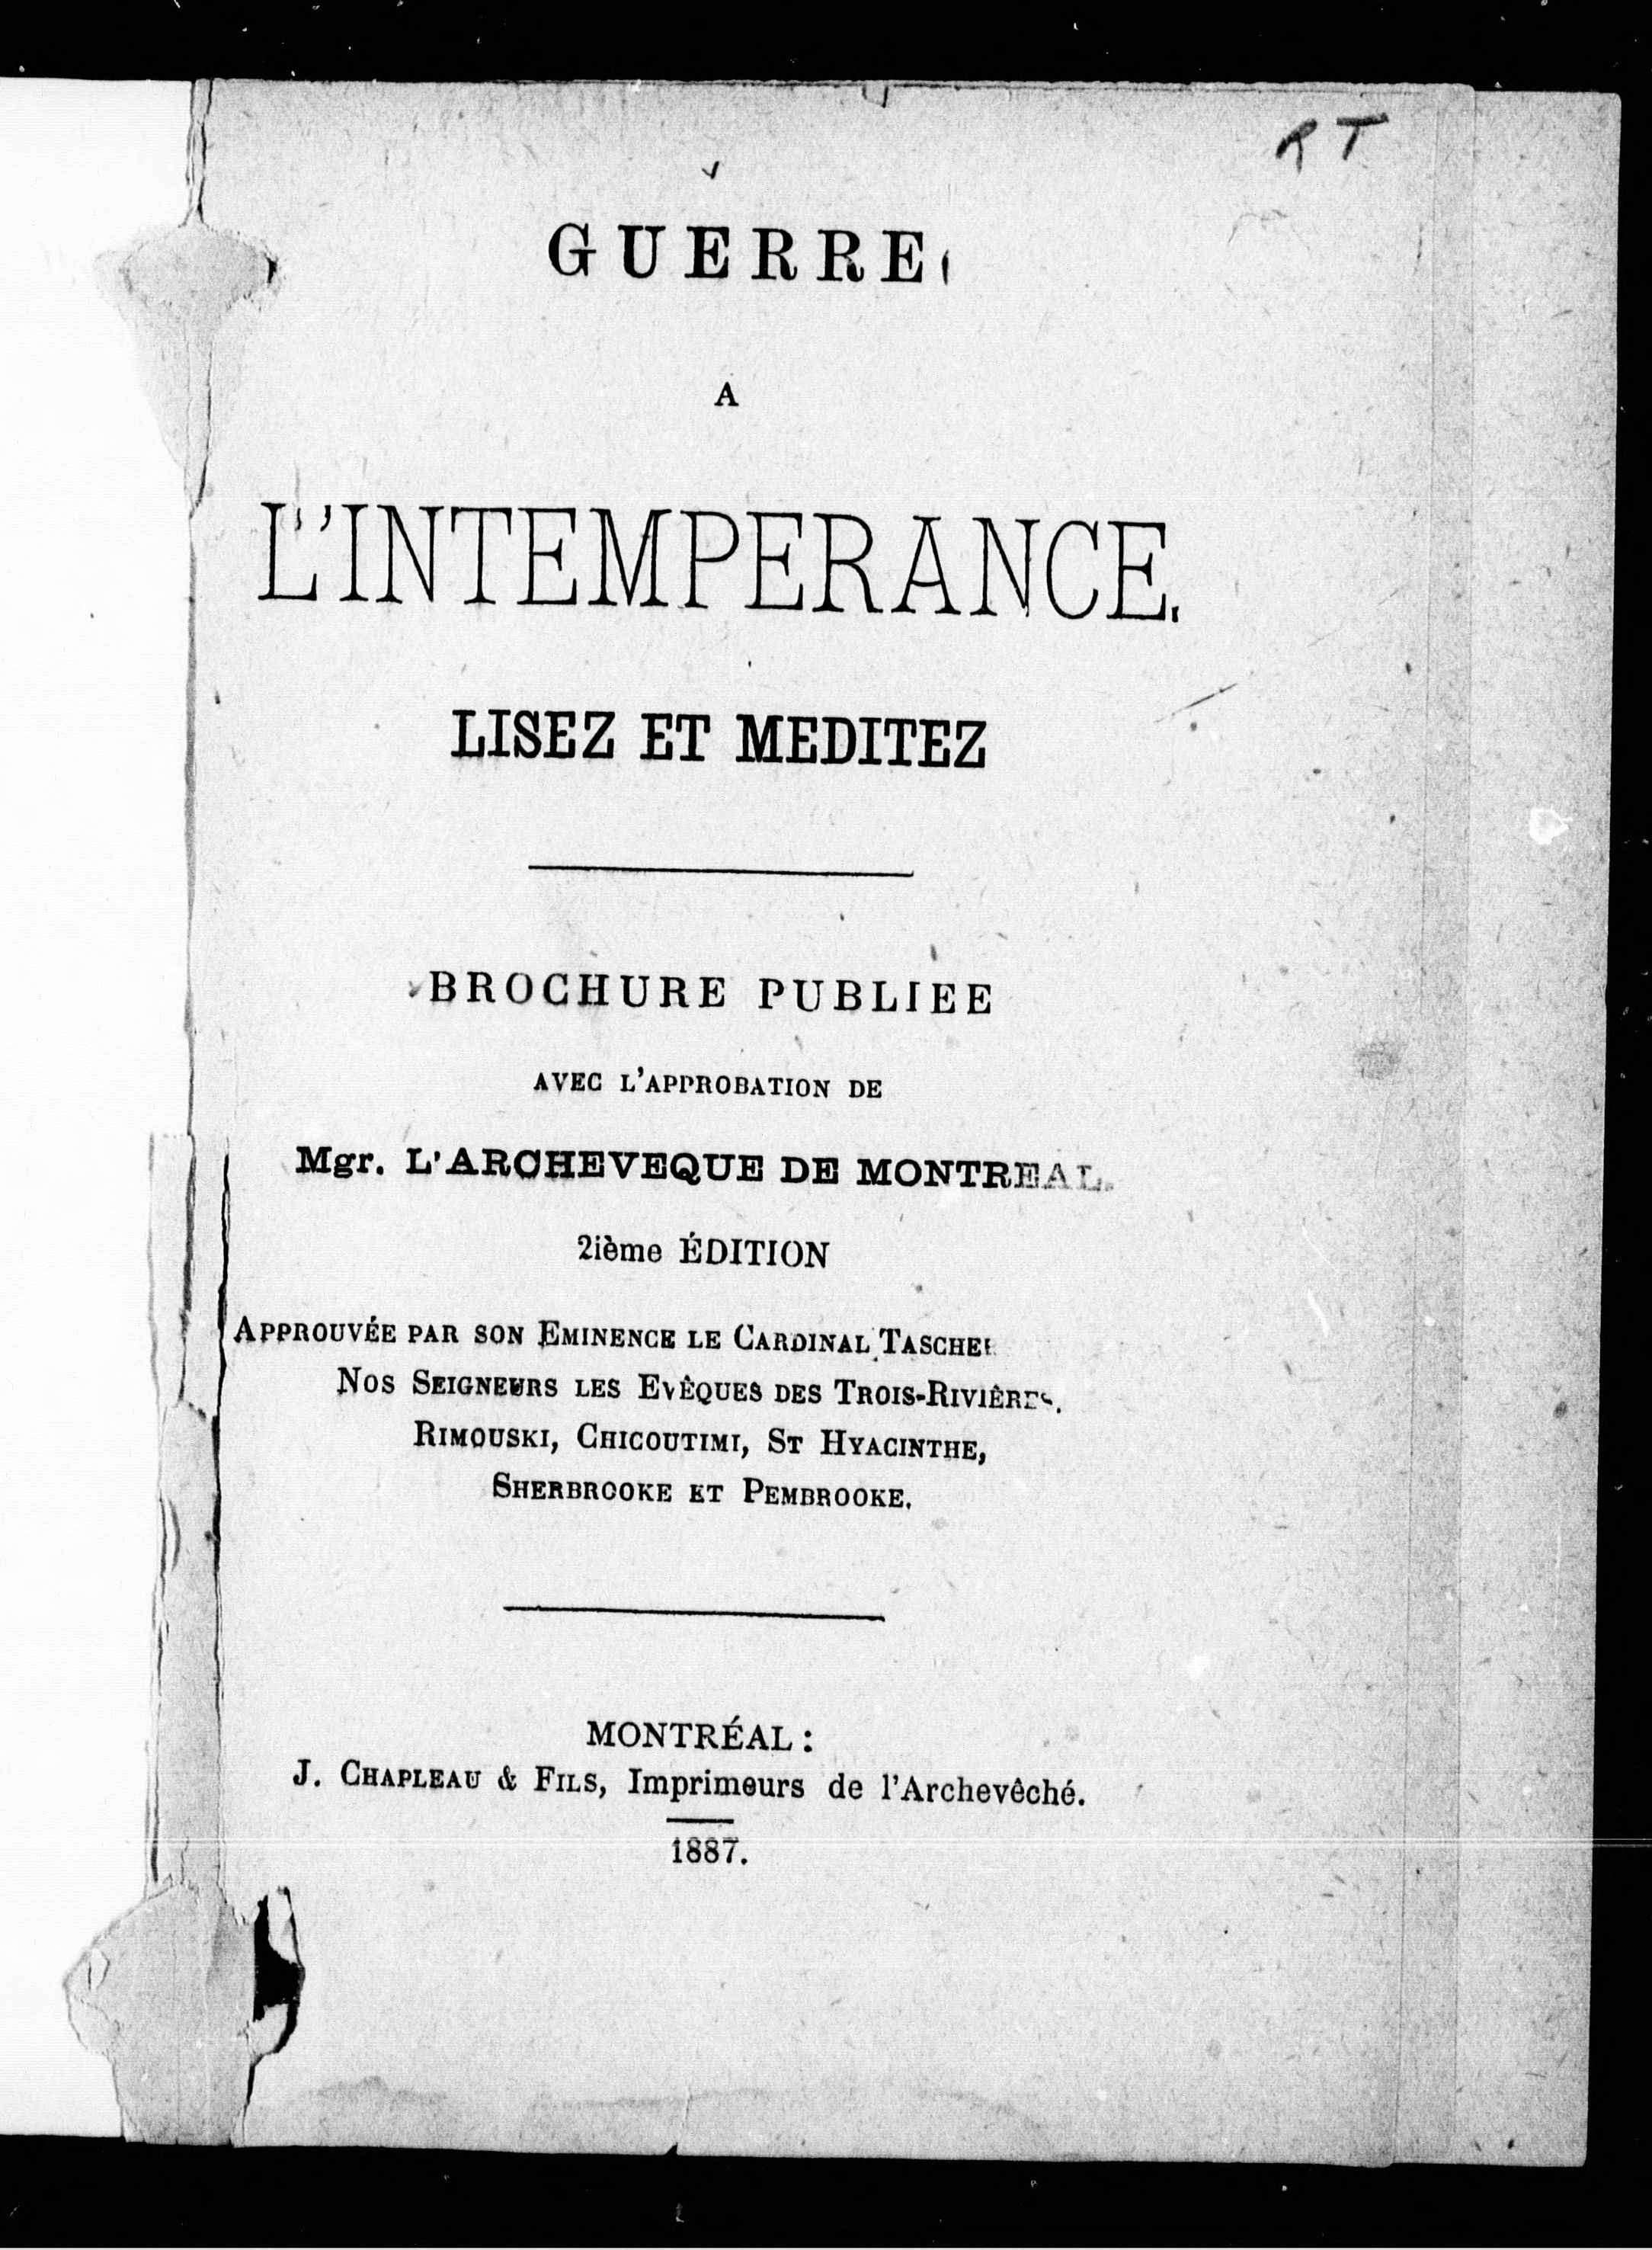 R T
GUERRE
A
L'INTEMPERANCE.
LISEZ ET MEDITEZ
BROCHURE PUBLIEE
AVEC L'APPROBATION DE
Mgr. L'ARCHEVEQUE DE MONTREAL.
2ième ÉDITION
APPROUVÉE PAR SON EMINENCE LE CARDINAL
NOS SEIGNEURS LES EVÊQUES DES TROIS-RIVIÈRES,
RIMOUSKI, CHICOUTIMI, ST HYACINTHE,
SHERBROOKE ET PEMBROOKE.
MONTRÉAL:
J. CHAPLEAU & FILS, Imprimeurs de l'Archevêché.
1887.